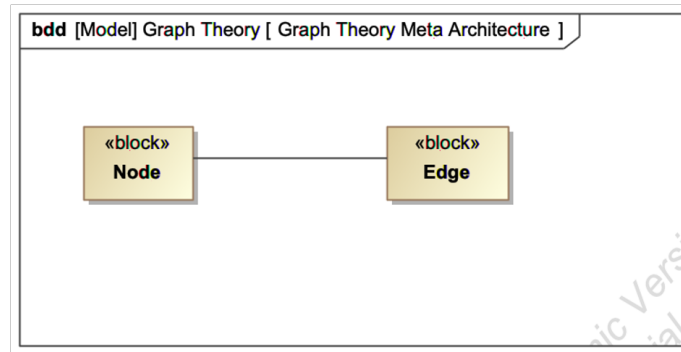 bdd [Model] Graph Theory [ Graph Theory Meta Architecture ]
«block»
Node
«block»
Edge